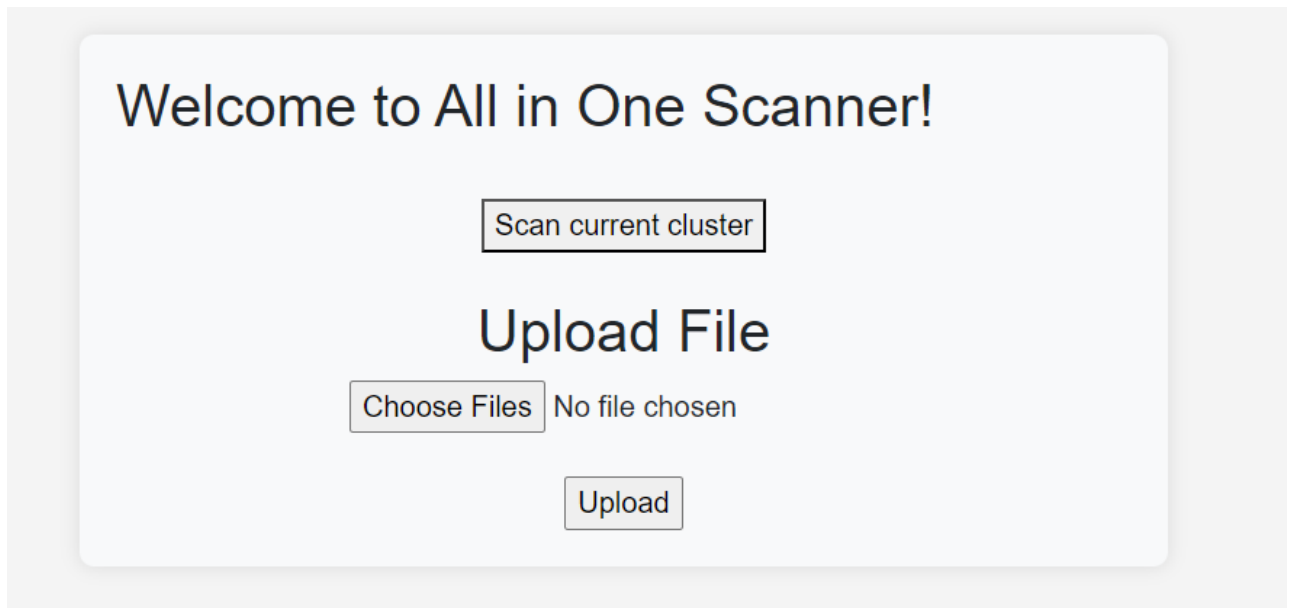 Welcome to All in One Scanner!
Scan current cluster
Upload File
Choose Files No file chosen
Upload